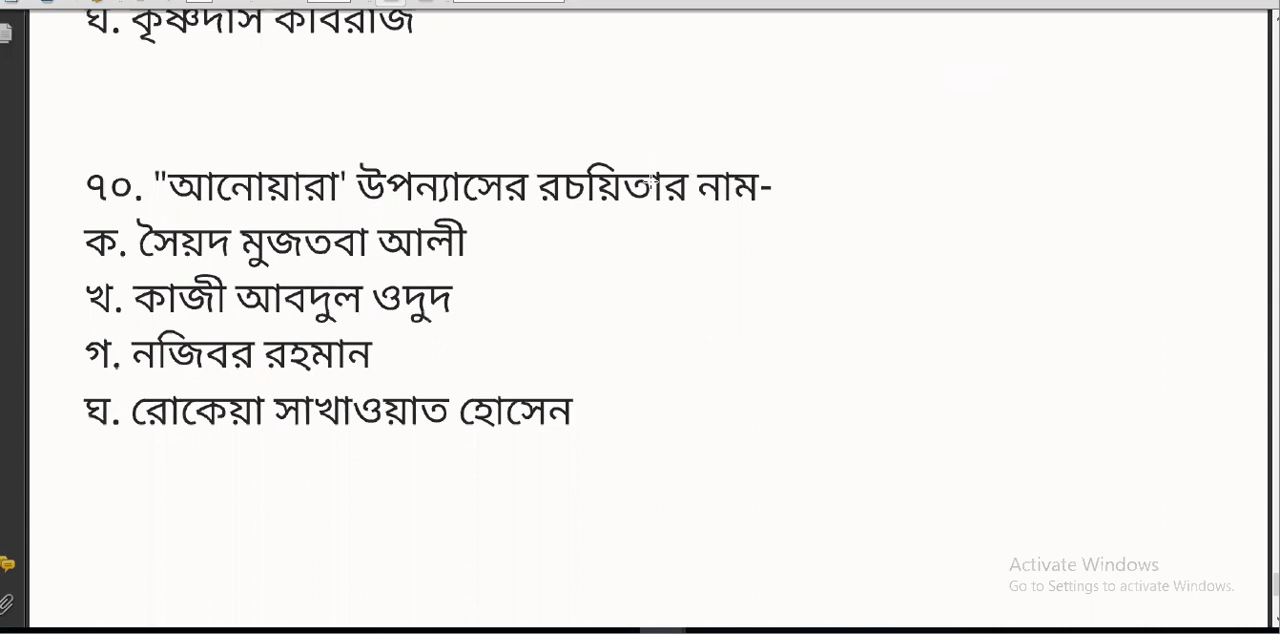 ঘ. কৃষ্ণদাস কবিরাজ
৭০. "আনোয়ারা' উপন্যাসের রচয়িতার নাম-
ক. সৈয়দ মুজতবা আলী
খ. কাজী আবদুল ওদুদ
গ. নজিবর রহমান
ঘ. রোকেয়া সাখাওয়াত হোসেন
Activate Windows
Go to Settings to activate Windows.